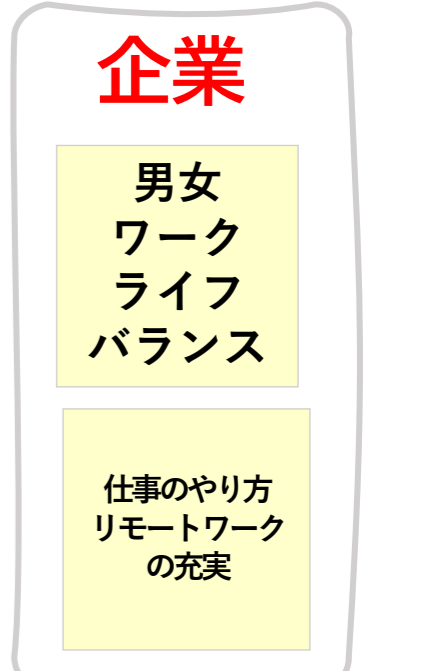 企業
男女
ワーク
ライフ
バランス
仕事のやり方
リモートワーク
の充実